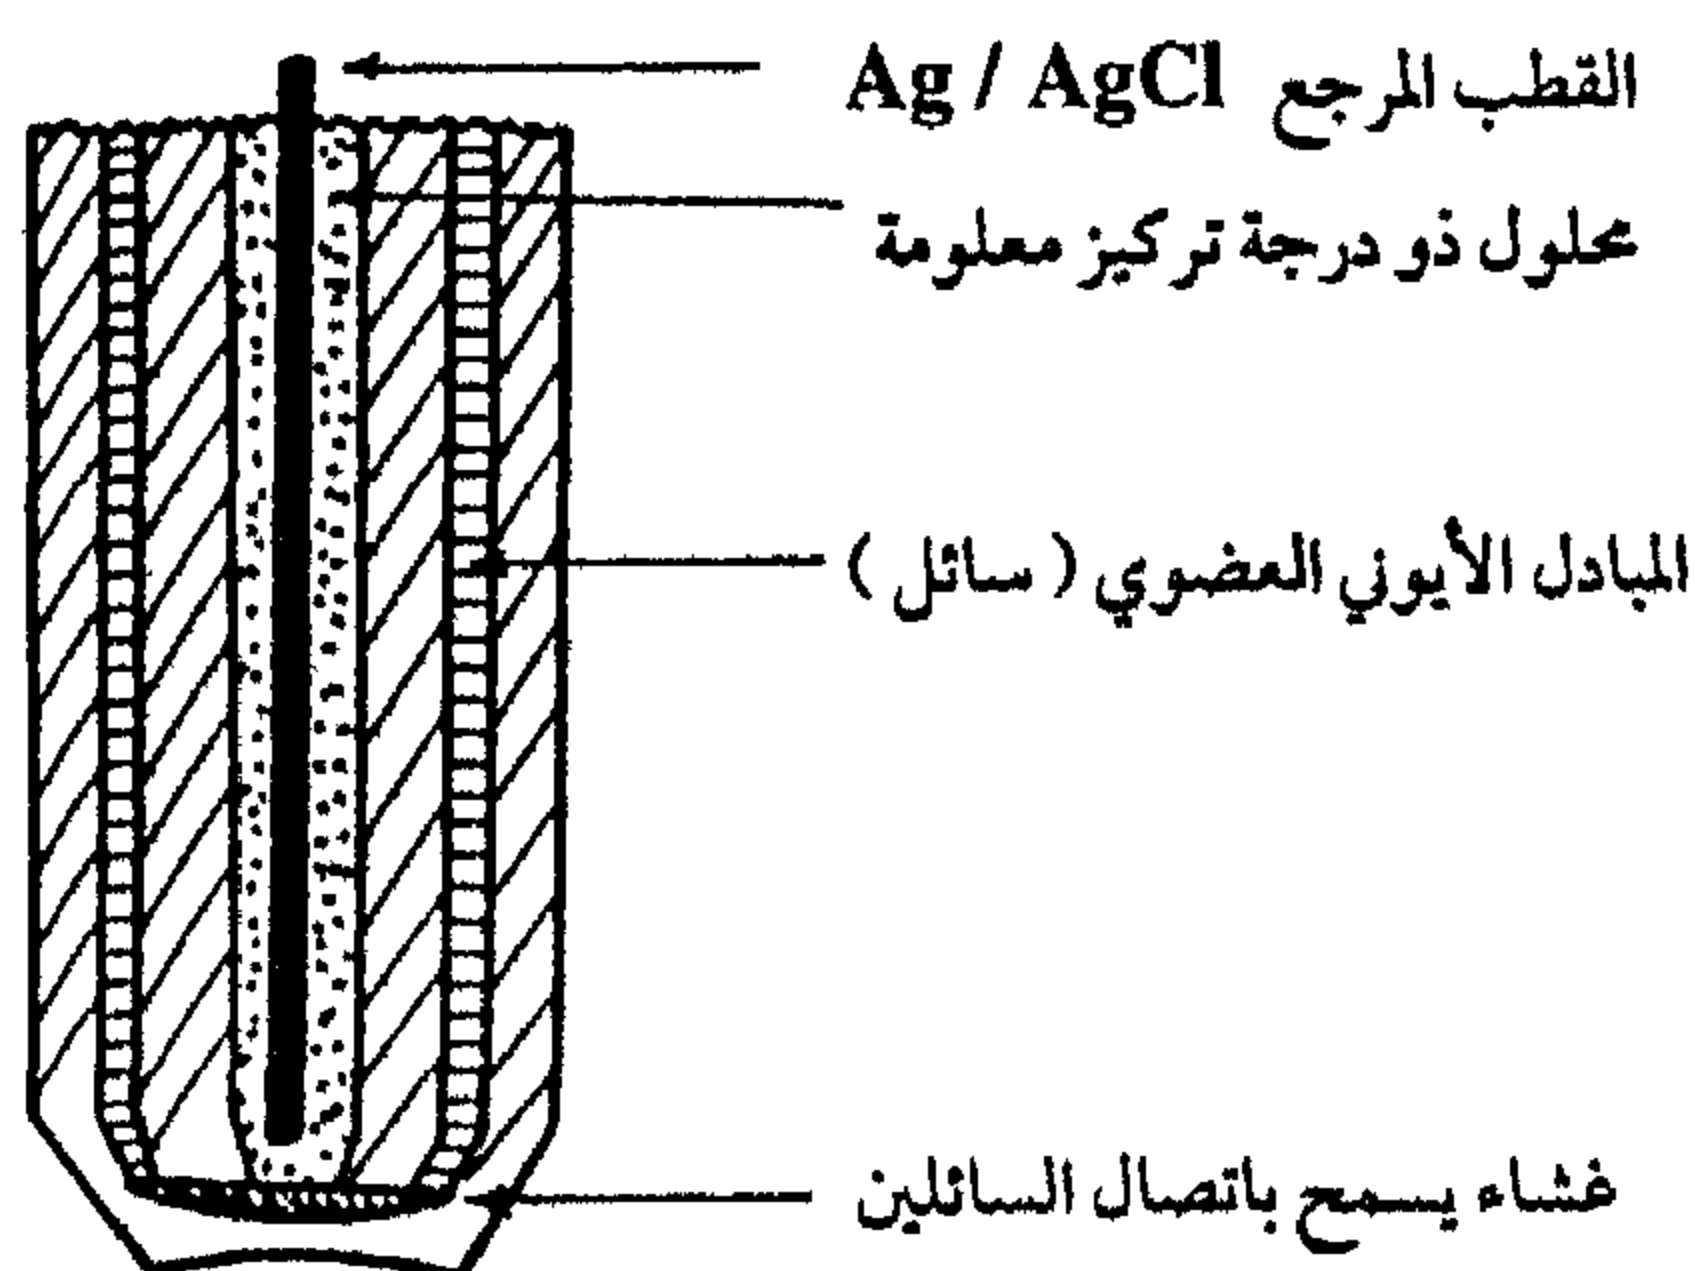 القطب المرجع Ag / AgCl
محلول ذو درجة تركيز معلومة
المبادل الأيوني العضوي ( سائل )
غشاء يسمح باتصال السائلين